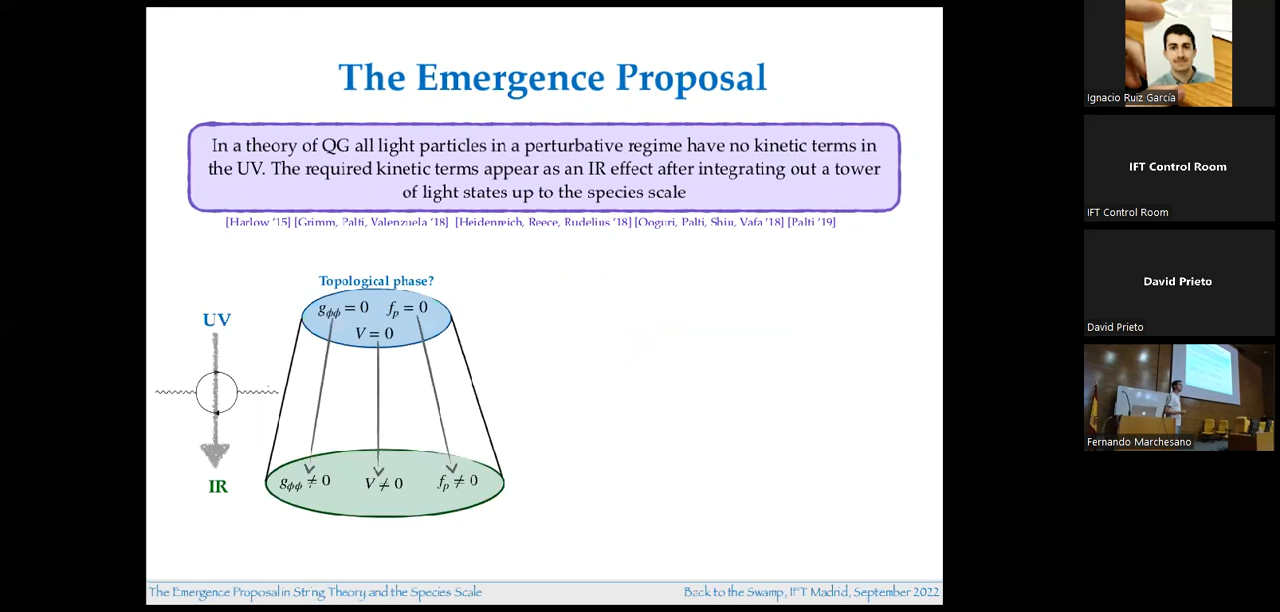 The Emergence Proposal
In a theory of QG all light particles in a perturbative regime have no kinetic terms in
the UV. The required kinetic terms appear as an IR effect after integrating out a tower
of light states up to the species scale
[Harlow '15] [Grimm, Palti, Valenzuela '18] [Heidenreich, Reece, Rudelius '18] [Ooguri, Palti, Shiu, Vafa '18] [Palti '19]
Topological phase?
g_ϕϕ = 0 f_p = 0
V = 0
UV
IR
g_ϕϕ ≠ 0 V ≠ 0 f_p ≠ 0
The Emergence Proposal in String Theory and the Species Scale
Back to the Swamp, IFT Madrid, September 2022
Ignacio Ruiz García
IFT Control Room
IFT Control Room
David Prieto
David Prieto
Fernando Marchesano